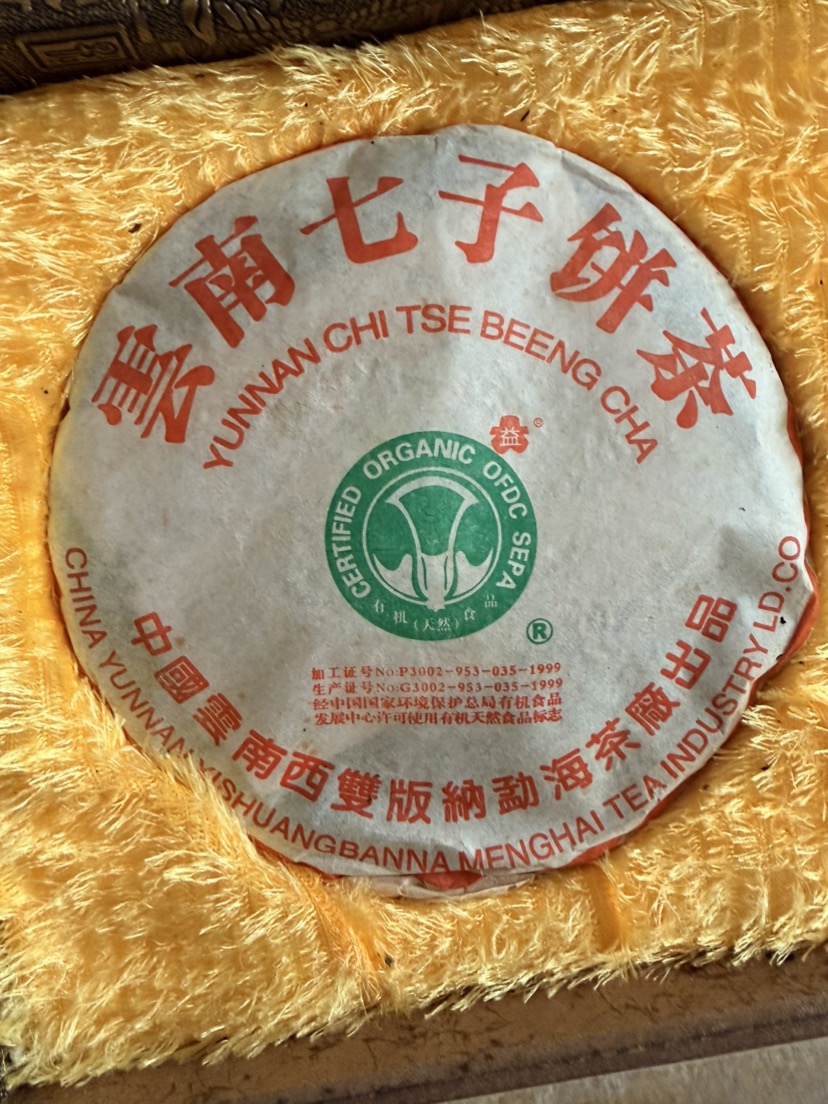 雲南七子餅茶
YUNNAN CHI TSE BEENG CHA
益®
CERTIFIED ORGANIC OFDC SEPA
有机(天然)食品
®
加工证号No:P3002-953-035-1999
生产证号No:G3002-953-035-1999
经中国国家环境保护总局有机食品
发展中心许可使用有机天然食品标志
中國雲南西雙版納勐海茶廠出品
CHINA YUNNAN XISHUANGBANNA MENGHAI TEA INDUSTRY LD.CO